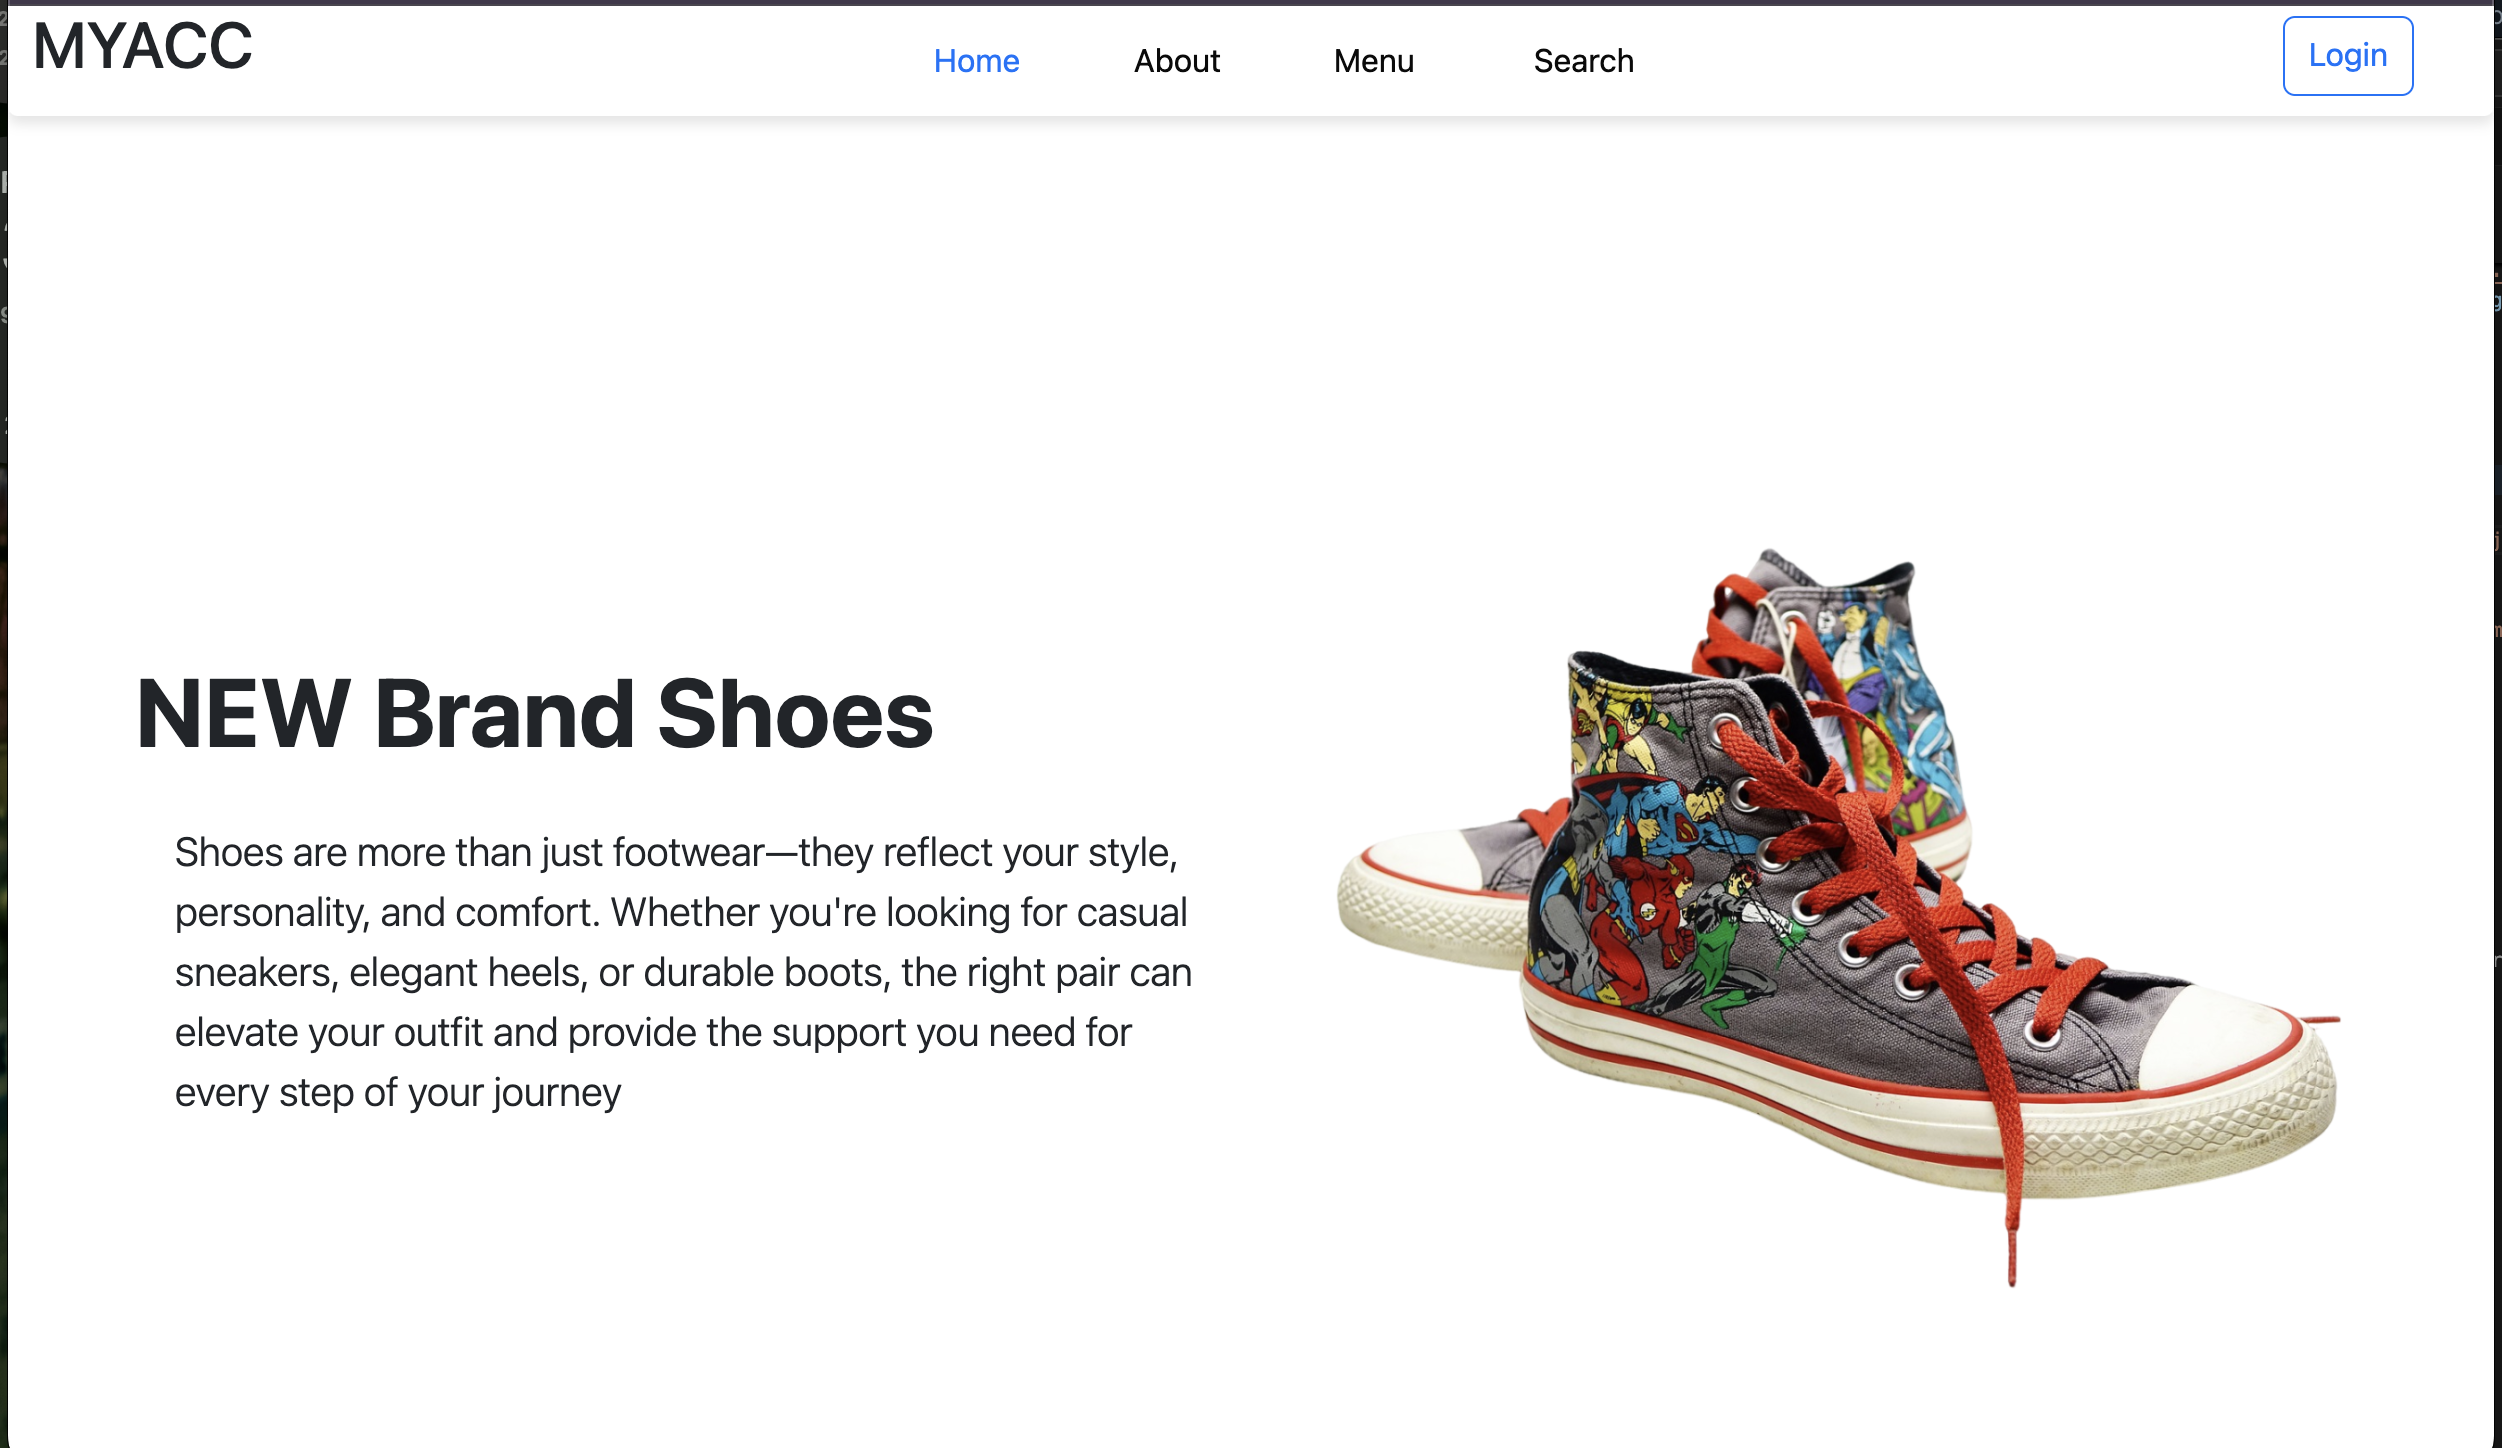 MYACC
Home About Menu Search
Login
NEW Brand Shoes
Shoes are more than just footwear—they reflect your style,
personality, and comfort. Whether you're looking for casual
sneakers, elegant heels, or durable boots, the right pair can
elevate your outfit and provide the support you need for
every step of your journey